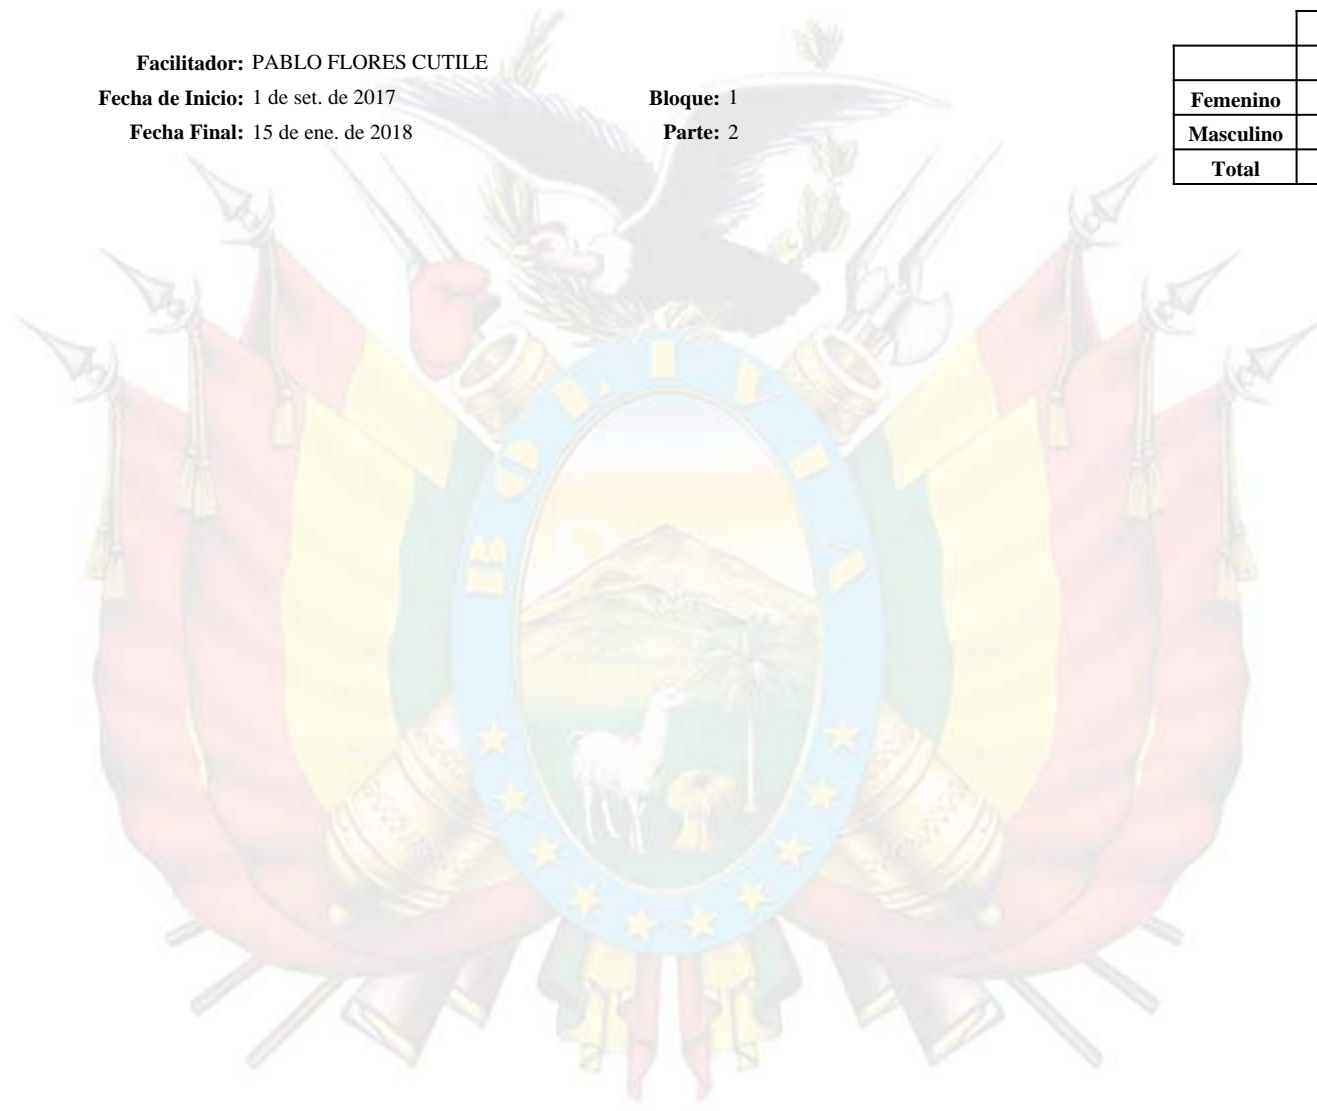 Facilitador: PABLO FLORES CUTILE
Fecha de Inicio: 1 de set. de 2017 Bloque: 1
Fecha Final: 15 de ene. de 2018 Parte: 2
Femenino
Masculino
Total
BOLIVIA